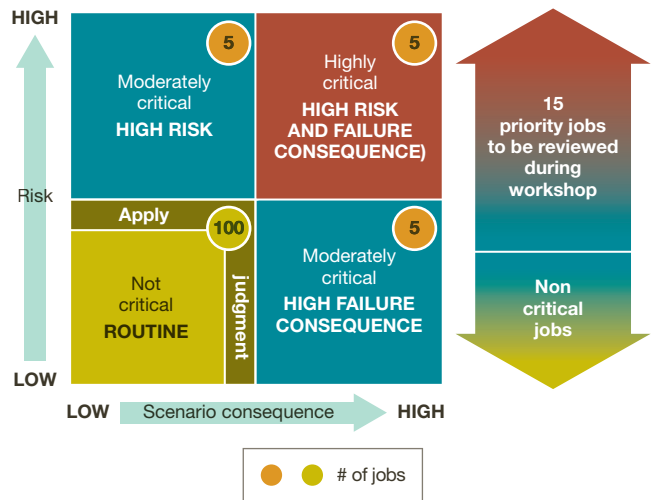 HIGH
Risk
LOW
5
Moderately
critical
HIGH RISK
5
Highly
critical
HIGH RISK
AND FAILURE
CONSEQUENCE)
Apply
judgment
100
Not
critical
ROUTINE
5
Moderately
critical
HIGH FAILURE
CONSEQUENCE
LOW
Scenario consequence
HIGH
15
priority jobs
to be reviewed
during
workshop
Non
critical
jobs
# of jobs